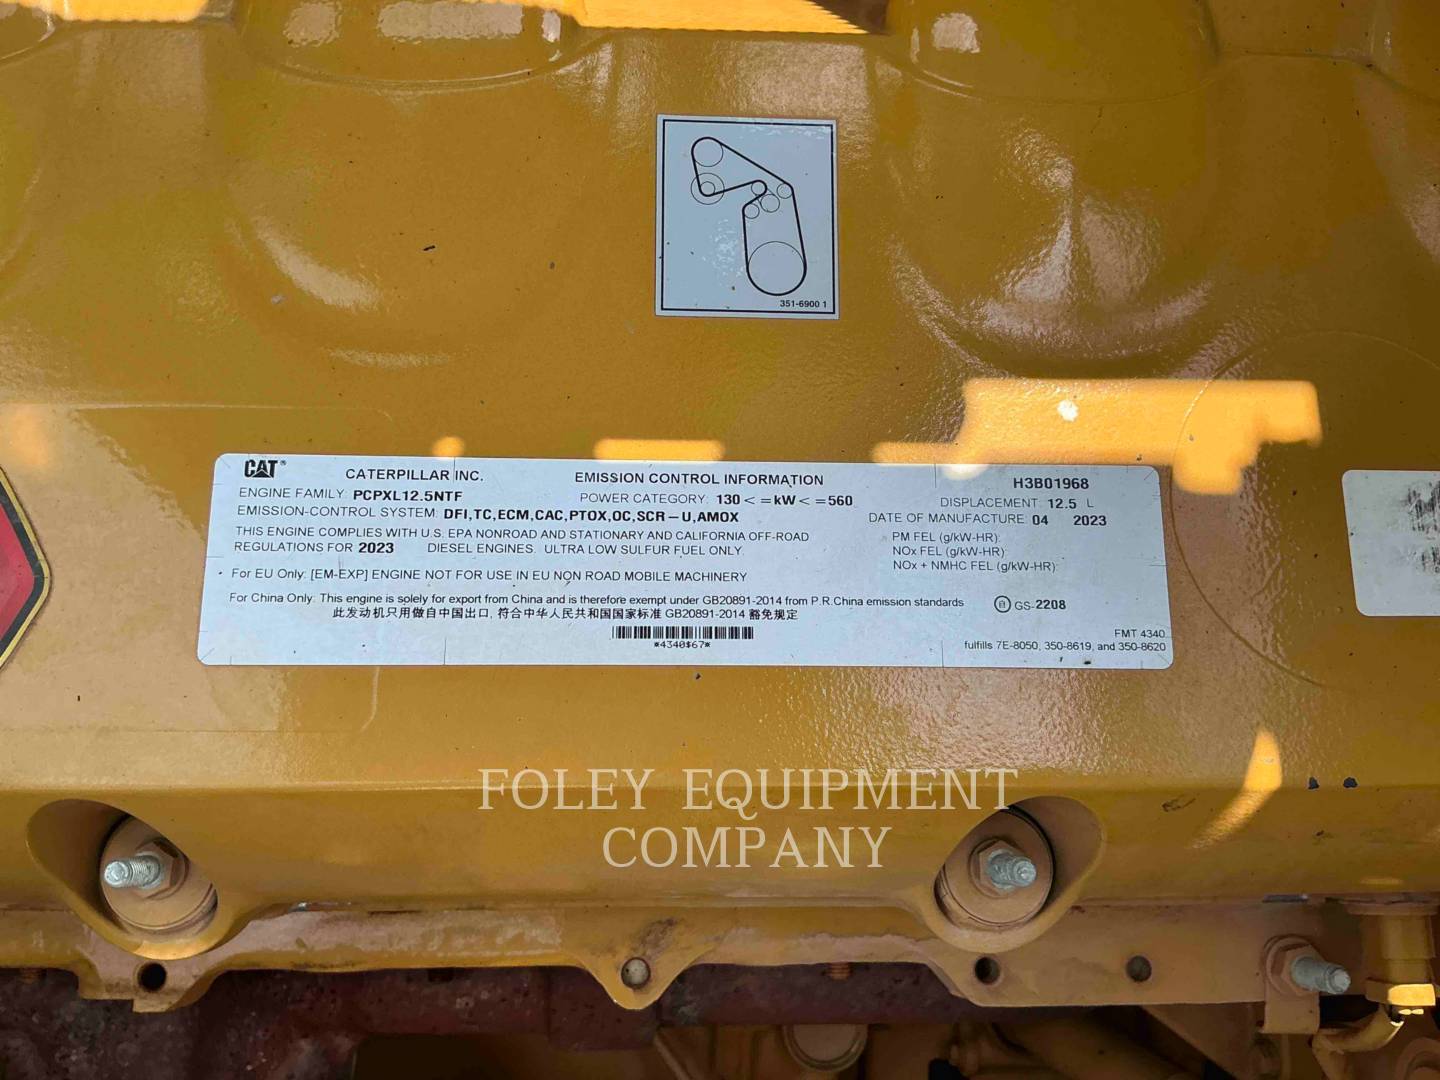 351-6900 1
CAT®
CATERPILLAR INC. EMISSION CONTROL INFORMATION H3B01968
ENGINE FAMILY: PCPXL12.5NTF POWER CATEGORY: 130 < =kW < =560 DISPLACEMENT: 12.5 L
EMISSION-CONTROL SYSTEM: DFI,TC,ECM,CAC,PTOX,OC,SCR-U,AMOX DATE OF MANUFACTURE: 04 2023
THIS ENGINE COMPLIES WITH U.S. EPA NONROAD AND STATIONARY AND CALIFORNIA OFF-ROAD PM FEL (g/kW-HR):
REGULATIONS FOR 2023 DIESEL ENGINES. ULTRA LOW SULFUR FUEL ONLY. NOx FEL (g/kW-HR):
NOx + NMHC FEL (g/kW-HR):
For EU Only: [EM-EXP] ENGINE NOT FOR USE IN EU NON ROAD MOBILE MACHINERY
For China Only: This engine is solely for export from China and is therefore exempt under GB20891-2014 from P.R.China emission standards GS-2208
此发动机只用做自中国出口, 符合中华人民共和国国家标准 GB20891-2014 豁免规定
*4340$67*
FMT 4340
fulfills 7E-8050, 350-8619, and 350-8620
FOLEY EQUIPMENT
COMPANY